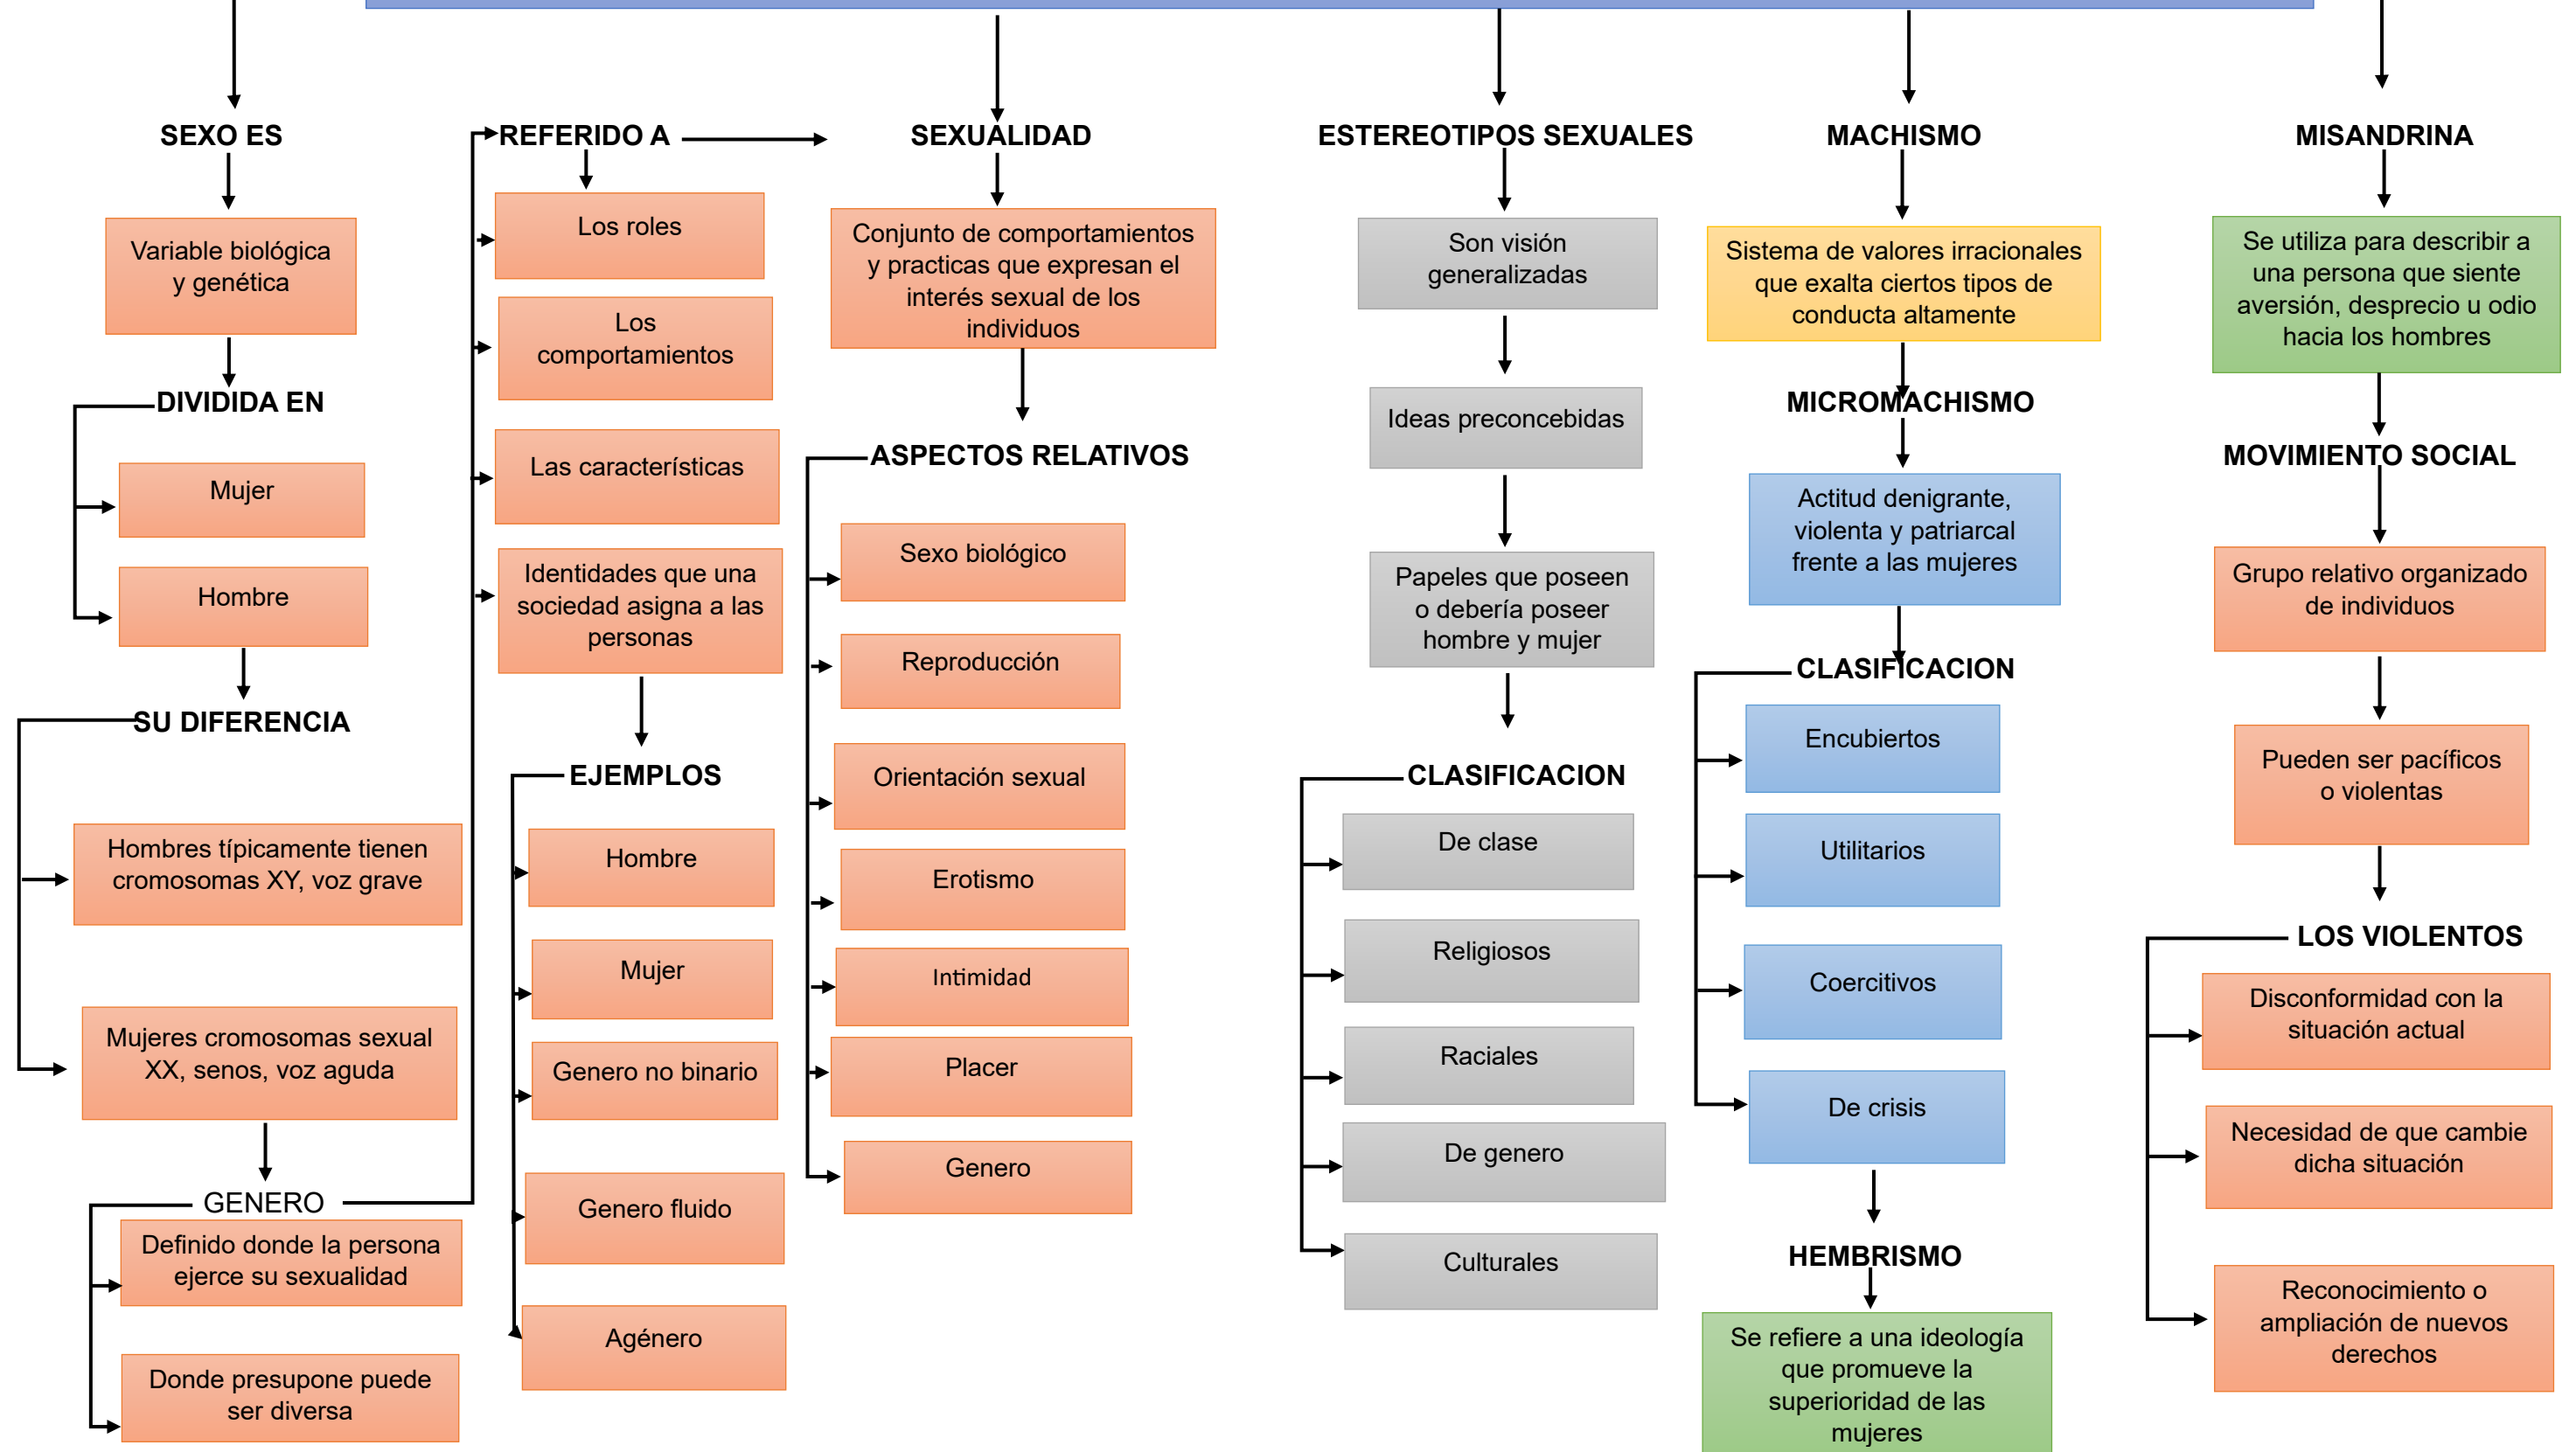 SEXO ES
Variable biológica
y genética
DIVIDIDA EN
Mujer
Hombre
SU DIFERENCIA
Hombres típicamente tienen
cromosomas XY, voz grave
Mujeres cromosomas sexual
XX, senos, voz aguda
GENERO
Definido donde la persona
ejerce su sexualidad
Donde presupone puede
ser diversa
REFERIDO A
Los roles
Los
comportamientos
Las características
Identidades que una
sociedad asigna a las
personas
EJEMPLOS
Hombre
Mujer
Genero no binario
Genero fluido
Agénero
SEXUALIDAD
Conjunto de comportamientos
y practicas que expresan el
interés sexual de los
individuos
ASPECTOS RELATIVOS
Sexo biológico
Reproducción
Orientación sexual
Erotismo
Intimidad
Placer
Genero
ESTEREOTIPOS SEXUALES
Son visión
generalizadas
Ideas preconcebidas
Papeles que poseen
o debería poseer
hombre y mujer
CLASIFICACION
De clase
Religiosos
Raciales
De genero
Culturales
MACHISMO
Sistema de valores irracionales
que exalta ciertos tipos de
conducta altamente
MICROMACHISMO
Actitud denigrante,
violenta y patriarcal
frente a las mujeres
CLASIFICACION
Encubiertos
Utilitarios
Coercitivos
De crisis
HEMBRISMO
Se refiere a una ideología
que promueve la
superioridad de las
mujeres
MISANDRINA
Se utiliza para describir a
una persona que siente
aversión, desprecio u odio
hacia los hombres
MOVIMIENTO SOCIAL
Grupo relativo organizado
de individuos
Pueden ser pacíficos
o violentas
LOS VIOLENTOS
Disconformidad con la
situación actual
Necesidad de que cambie
dicha situación
Reconocimiento o
ampliación de nuevos
derechos